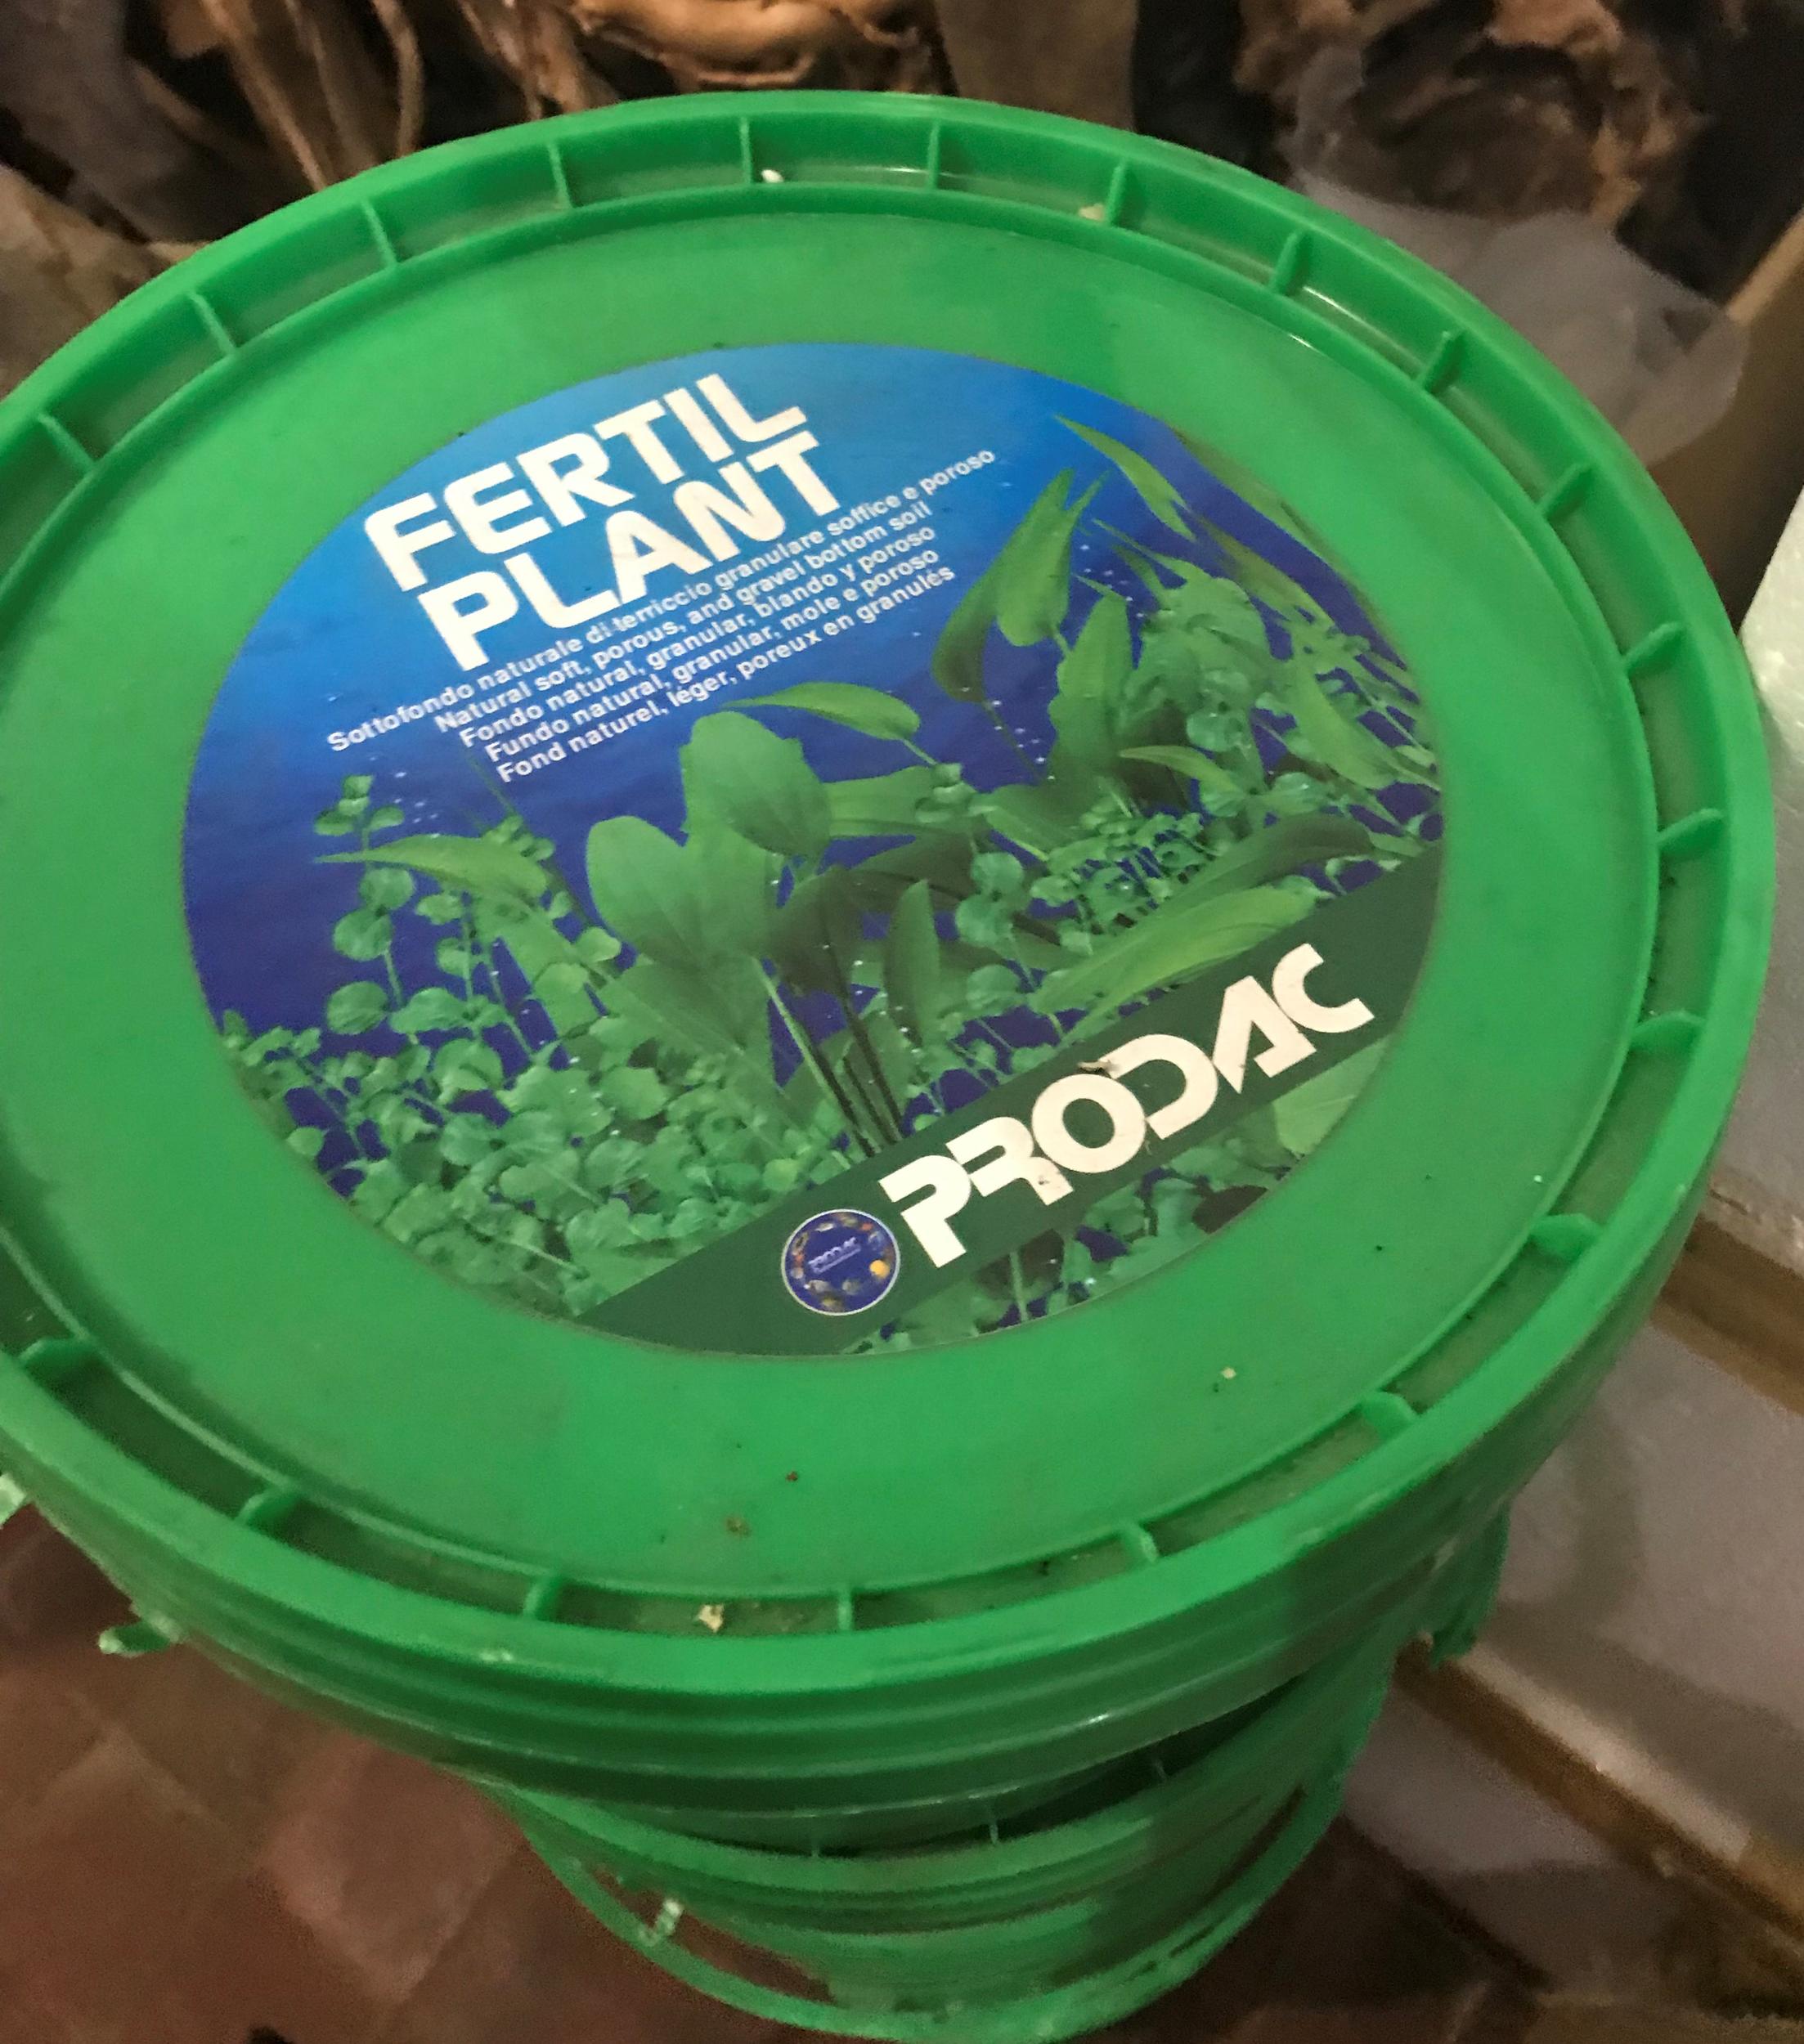 FERTIL
PLANT
Sottofondo naturale di terriccio granulare soffice e poroso
Natural soft, porous, and gravel bottom soil
Fondo natural, granular, blando y poroso
Fundo natural, granular, mole e poroso
Fond naturel, léger, poreux en granulés
PRODAC
PRODAC